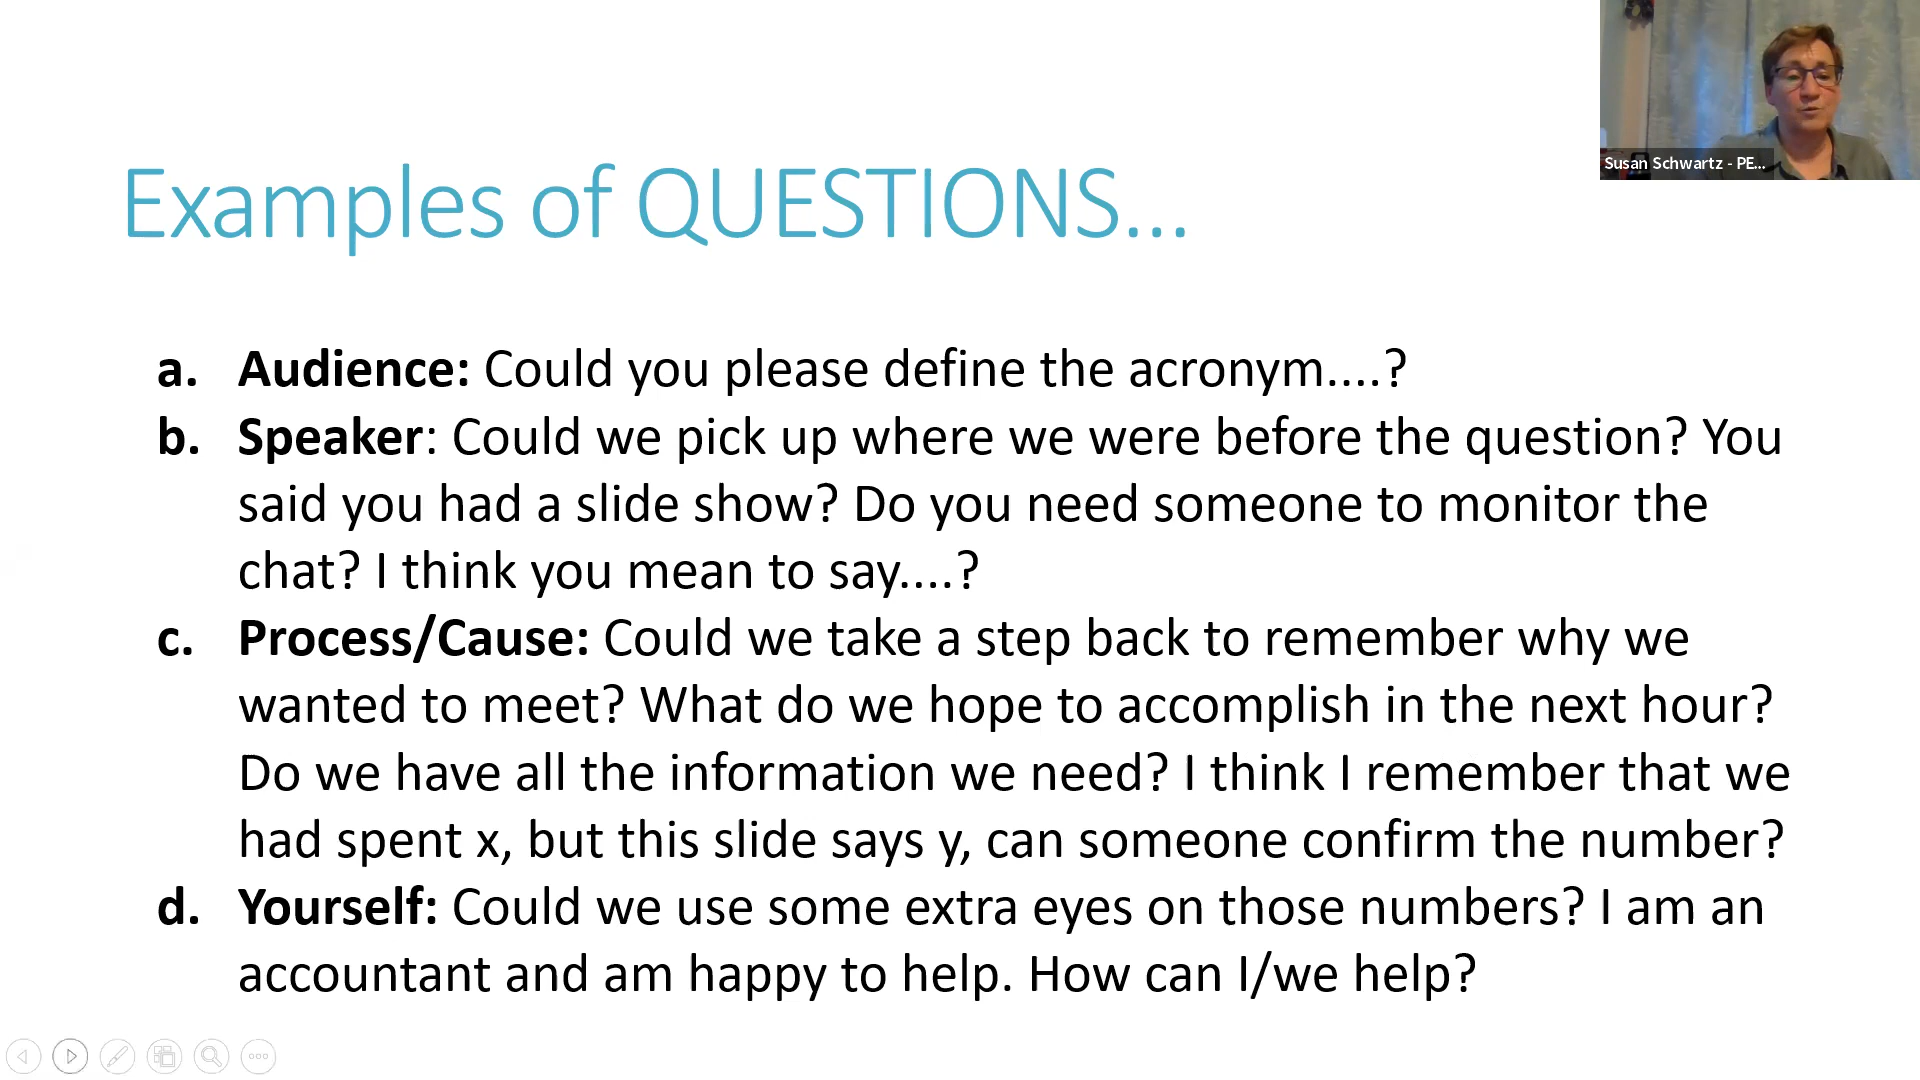 Susan Schwartz - PE...
Examples of QUESTIONS...
a. Audience: Could you please define the acronym....?
b. Speaker: Could we pick up where we were before the question? You
said you had a slide show? Do you need someone to monitor the
chat? I think you mean to say....?
c. Process/Cause: Could we take a step back to remember why we
wanted to meet? What do we hope to accomplish in the next hour?
Do we have all the information we need? I think I remember that we
had spent x, but this slide says y, can someone confirm the number?
d. Yourself: Could we use some extra eyes on those numbers? I am an
accountant and am happy to help. How can I/we help?